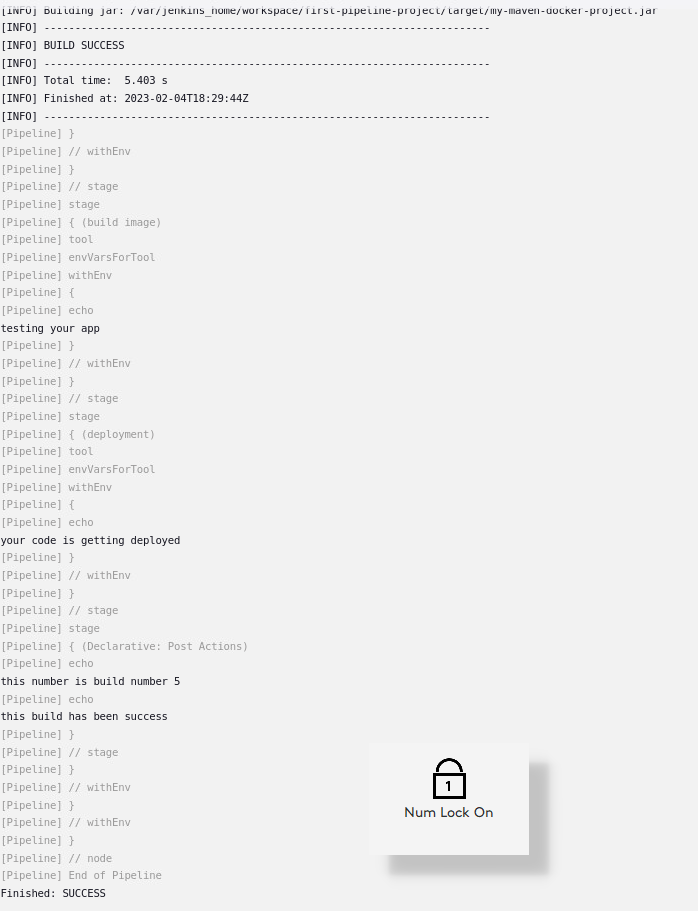 [INFO] Building jar: /var/jenkins_home/workspace/first-pipeline-project/target/my-maven-docker-project.jar
[INFO] ------------------------------------------------------------------------
[INFO] BUILD SUCCESS
[INFO] ------------------------------------------------------------------------
[INFO] Total time:  5.403 s
[INFO] Finished at: 2023-02-04T18:29:44Z
[INFO] ------------------------------------------------------------------------
[Pipeline] }
[Pipeline] // withEnv
[Pipeline] }
[Pipeline] // stage
[Pipeline] stage
[Pipeline] { (build image)
[Pipeline] tool
[Pipeline] envVarsForTool
[Pipeline] withEnv
[Pipeline] {
[Pipeline] echo
testing your app
[Pipeline] }
[Pipeline] // withEnv
[Pipeline] }
[Pipeline] // stage
[Pipeline] stage
[Pipeline] { (deployment)
[Pipeline] tool
[Pipeline] envVarsForTool
[Pipeline] withEnv
[Pipeline] {
[Pipeline] echo
your code is getting deployed
[Pipeline] }
[Pipeline] // withEnv
[Pipeline] }
[Pipeline] // stage
[Pipeline] stage
[Pipeline] { (Declarative: Post Actions)
[Pipeline] echo
this number is build number 5
[Pipeline] echo
this build has been success
[Pipeline] }
[Pipeline] // stage
[Pipeline] }
[Pipeline] // withEnv
[Pipeline] }
[Pipeline] // withEnv
[Pipeline] }
[Pipeline] // node
[Pipeline] End of Pipeline
Finished: SUCCESS
1
Num Lock On